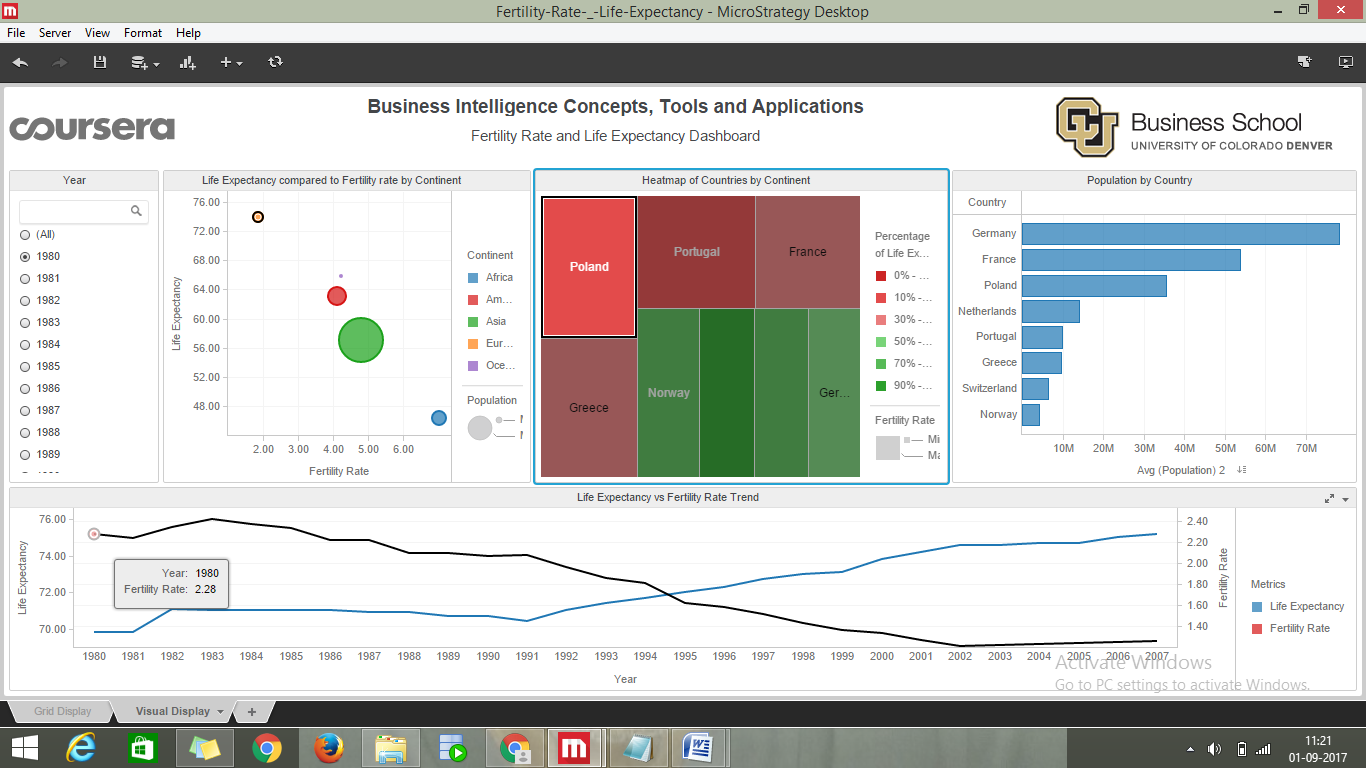 Fertility-Rate-_-Life-Expectancy - MicroStrategy Desktop
File Server View Format Help
coursera
Business Intelligence Concepts, Tools and Applications
Fertility Rate and Life Expectancy Dashboard
CU
Business School
UNIVERSITY OF COLORADO DENVER
Year
(All)
1980
1981
1982
1983
1984
1985
1986
1987
1988
1989
Life Expectancy compared to Fertility rate by Continent
Life Expectancy
76.00
72.00
68.00
64.00
60.00
56.00
52.00
48.00
2.00 3.00 4.00 5.00 6.00
Fertility Rate
Continent
Africa
Am...
Asia
Eur...
Oce...
Population
Heatmap of Countries by Continent
Poland
Portugal
France
Greece
Norway
Ger...
Percentage
of Life Ex...
0% - ...
10% -...
30% -...
50% -...
70% -...
90% -...
Fertility Rate
Mi
Ma
Population by Country
Country
Germany
France
Poland
Netherlands
Portugal
Greece
Switzerland
Norway
10M 20M 30M 40M 50M 60M 70M
Avg (Population) 2
Life Expectancy vs Fertility Rate Trend
Life Expectancy
76.00
74.00
72.00
70.00
Year: 1980
Fertility Rate: 2.28
1980 1981 1982 1983 1984 1985 1986 1987 1988 1989 1990 1991 1992 1993 1994 1995 1996 1997 1998 1999 2000 2001 2002 2003 2004 2005 2006 2007
Year
2.40
2.20
2.00
1.80
1.60
1.40
Fertility Rate
Metrics
Life Expectancy
Fertility Rate
Activate Windows
Go to PC settings to activate Windows.
Grid Display
Visual Display
11:21
01-09-2017